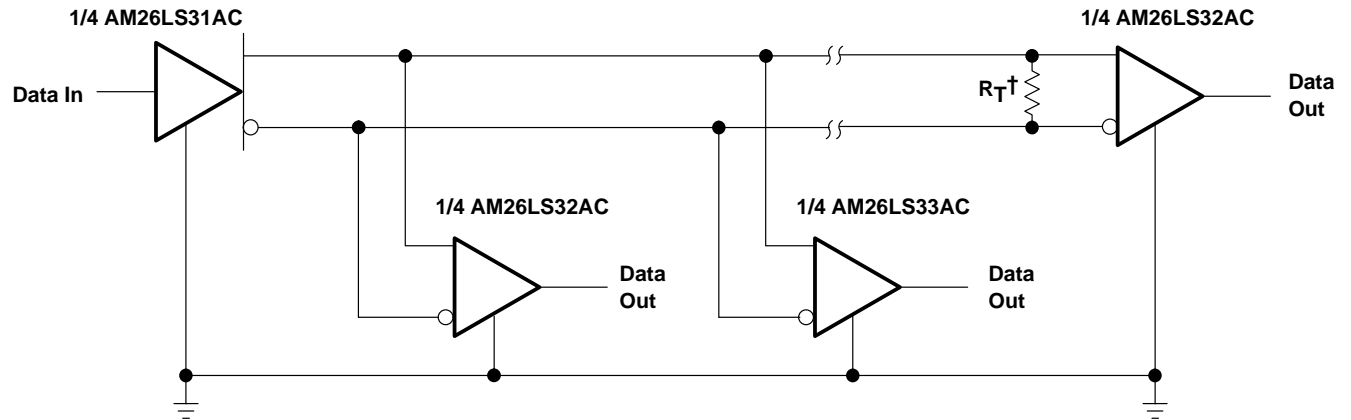 1/4 AM26LS31AC
1/4 AM26LS32AC
Data In
RT†
Data
Out
1/4 AM26LS32AC
1/4 AM26LS33AC
Data
Out
Data
Out